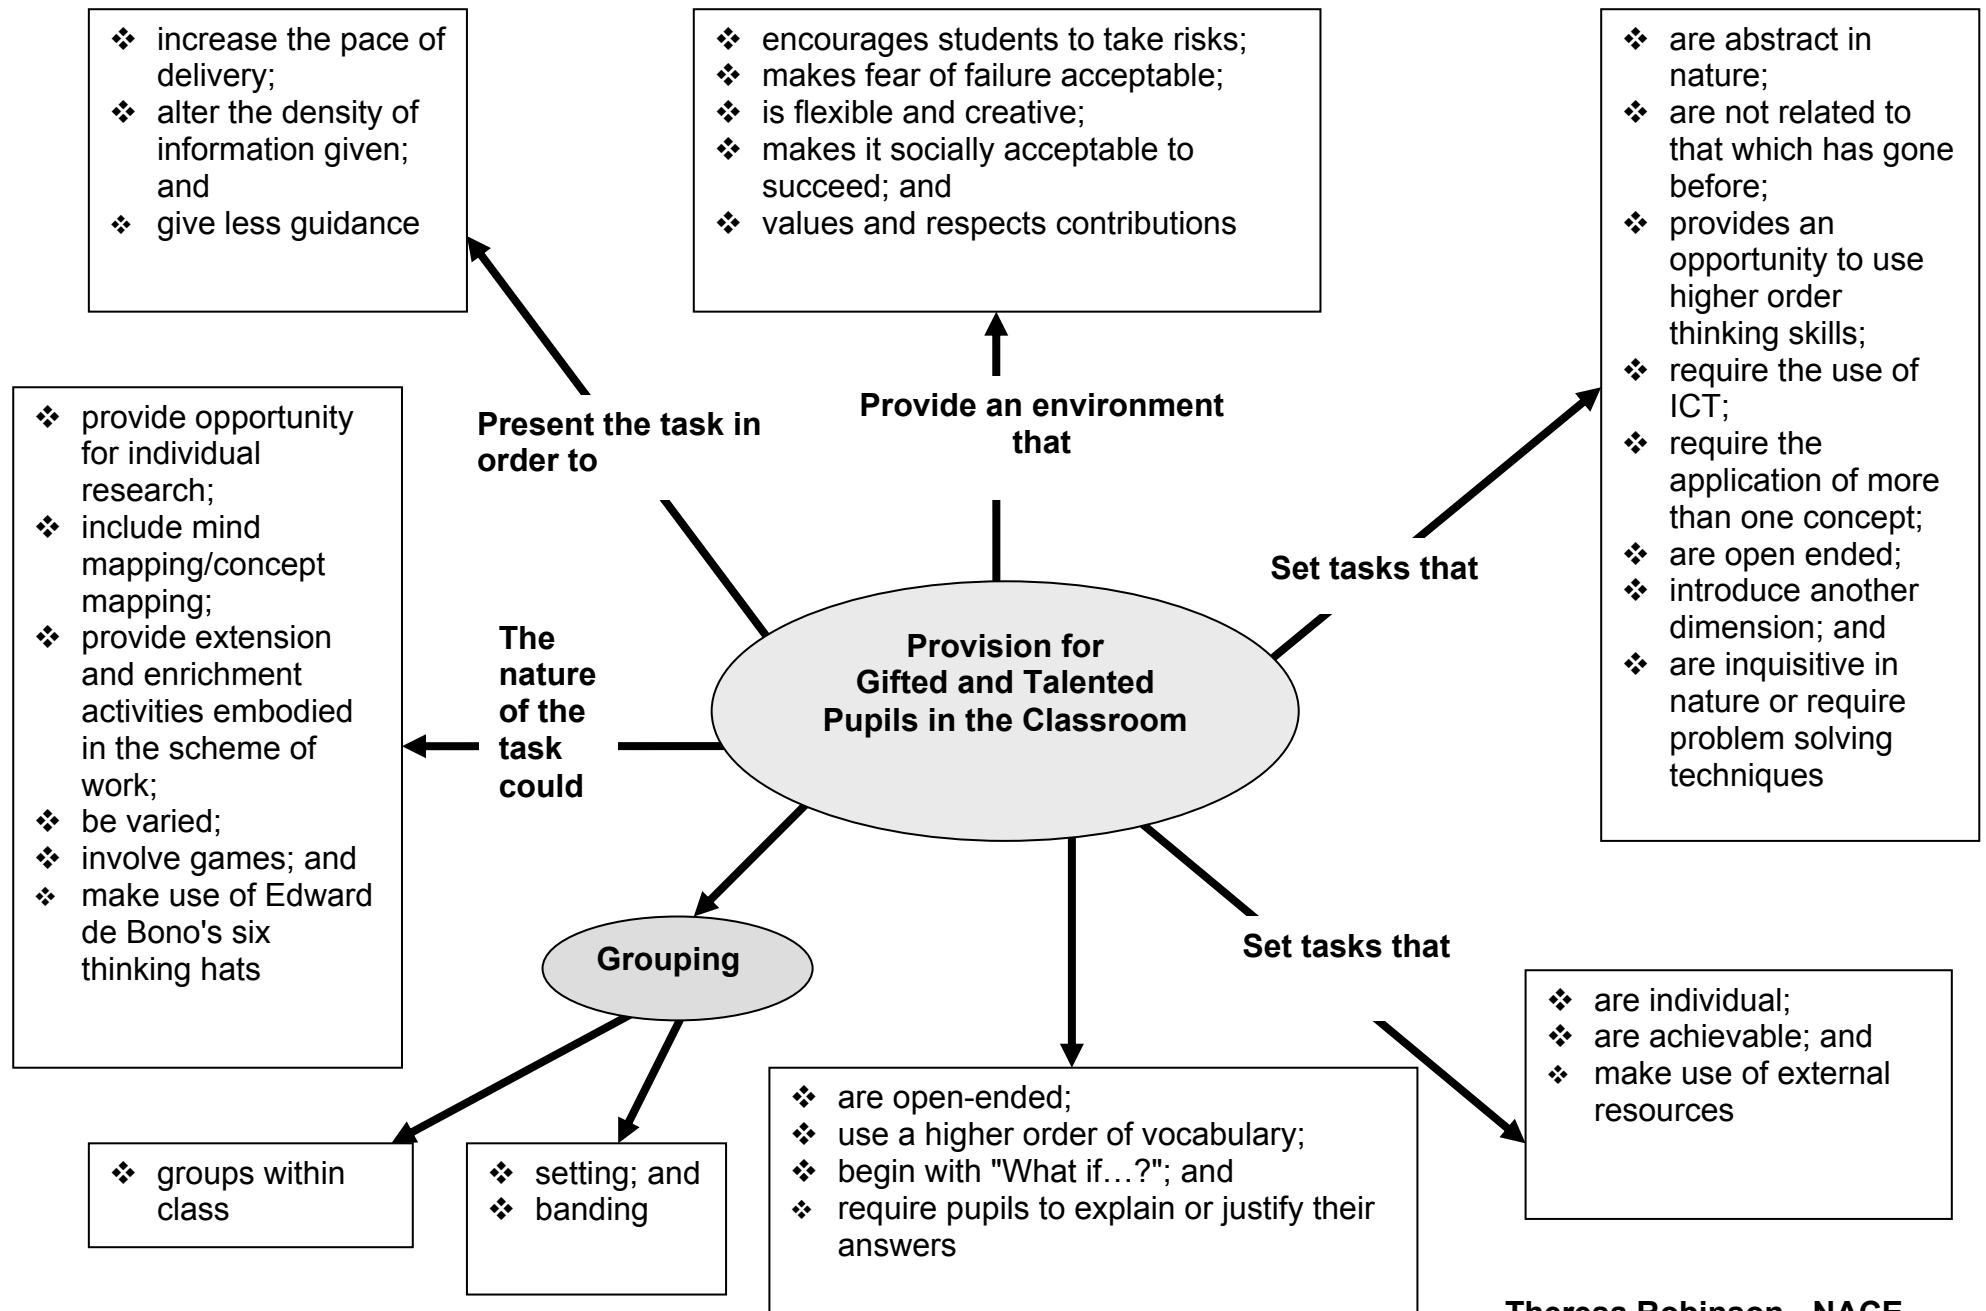 ❖ increase the pace of
delivery;
❖ alter the density of
information given;
and
❖ give less guidance
❖ encourages students to take risks;
❖ makes fear of failure acceptable;
❖ is flexible and creative;
❖ makes it socially acceptable to
succeed; and
❖ values and respects contributions
❖ are abstract in
nature;
❖ are not related to
that which has gone
before;
❖ provides an
opportunity to use
higher order
thinking skills;
❖ require the use of
ICT;
❖ require the
application of more
than one concept;
❖ are open ended;
❖ introduce another
dimension; and
❖ are inquisitive in
nature or require
problem solving
techniques
Present the task in
order to
Provide an environment
that
Set tasks that
❖ provide opportunity
for individual
research;
❖ include mind
mapping/concept
mapping;
❖ provide extension
and enrichment
activities embodied
in the scheme of
work;
❖ be varied;
❖ involve games; and
❖ make use of Edward
de Bono's six
thinking hats
The
nature
of the
task
could
Provision for
Gifted and Talented
Pupils in the Classroom
Grouping
Set tasks that
❖ are individual;
❖ are achievable; and
❖ make use of external
resources
❖ groups within
class
❖ setting; and
❖ banding
❖ are open-ended;
❖ use a higher order of vocabulary;
❖ begin with "What if…?"; and
❖ require pupils to explain or justify their
answers
Theresa Robinson - NACE